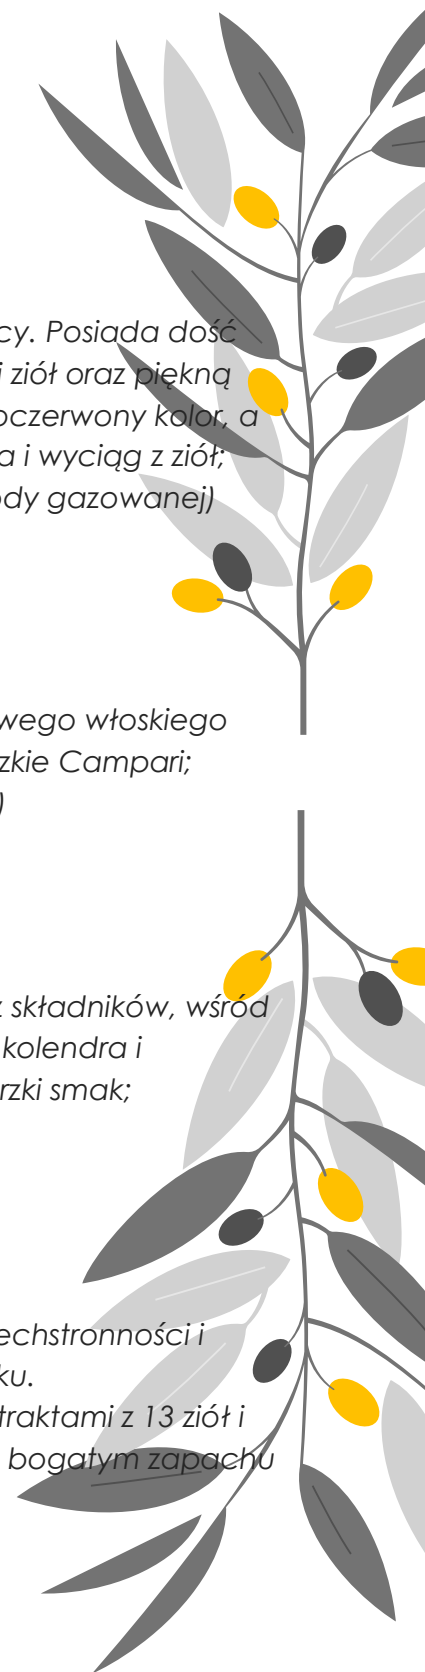 cy. Posiada dość
i ziół oraz piękną
oczerwony kolor, a
a i wyciąg z ziół;
ody gazowanej)
wego włoskiego
zkie Campari;
)
z składników, wśród
kolendra i
rzki smak;
echstronności i
ku.
traktami z 13 ziół i
bogatym zapachu